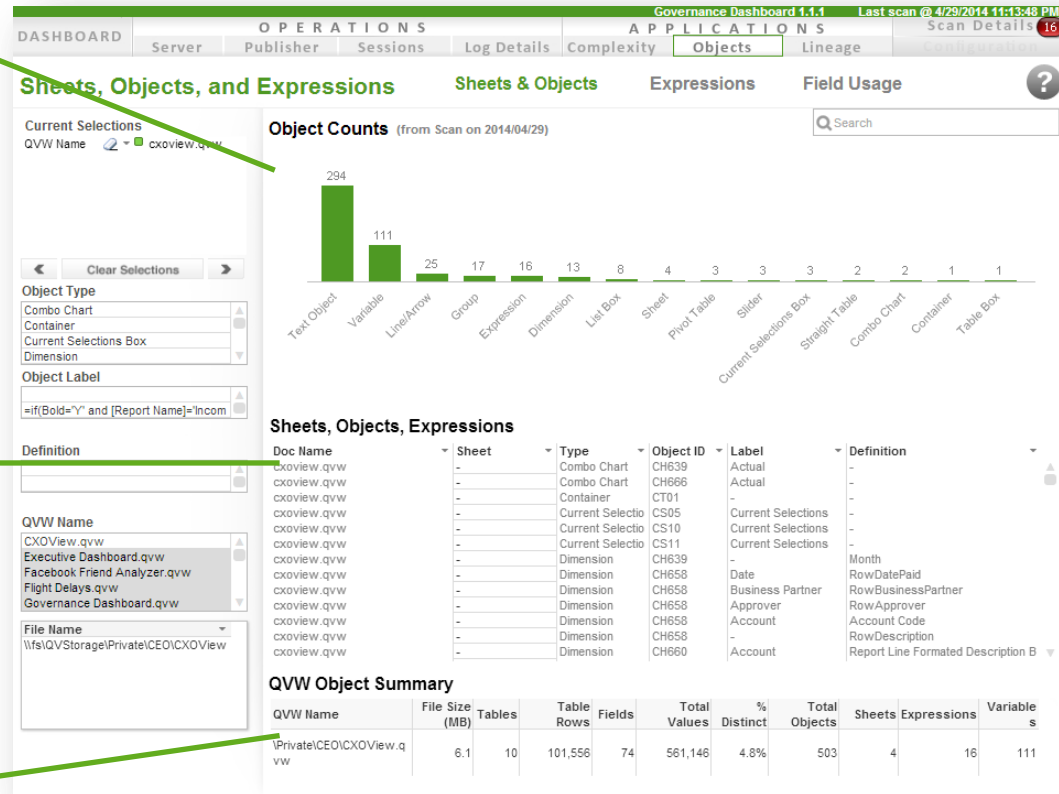 Governance Dashboard 1.1.1 Last scan @ 4/29/2014 11:13:48 PM
DASHBOARD
OPERATIONS
APPLICATIONS
Scan Details 16
Server Publisher Sessions Log Details Complexity Objects Lineage Configuration
Sheets, Objects, and Expressions
Sheets & Objects Expressions Field Usage ?
Current Selections
QVW Name cxoview.qvw
Clear Selections
Object Type
Combo Chart
Container
Current Selections Box
Dimension
Object Label
=if(Bold="Y" and [Report Name]='Incom
Definition
QVW Name
CXOView.qvw
Executive Dashboard.qvw
Facebook Friend Analyzer.qvw
Flight Delays.qvw
Governance Dashboard.qvw
File Name
\\fs\QVStorage\Private\CEO\CXOView
Object Counts (from Scan on 2014/04/29)
Search
294 111 25 17 16 13 8 4 3 3 3 2 2 1 1
Text Object Variable Line/Arrow Group Expression Dimension List Box Sheet Pivot Table Slider Current Selections Box Straight Table Combo Chart Container Table Box
Sheets, Objects, Expressions
Doc Name Sheet Type Object ID Label Definition
cxoview.qvw - Combo Chart CH639 Actual -
cxoview.qvw - Combo Chart CH666 Actual -
cxoview.qvw - Container CT01 - -
cxoview.qvw - Current Selectio CS05 Current Selections -
cxoview.qvw - Current Selectio CS10 Current Selections -
cxoview.qvw - Current Selectio CS11 Current Selections -
cxoview.qvw - Dimension CH639 - Month
cxoview.qvw - Dimension CH658 Date RowDatePaid
cxoview.qvw - Dimension CH658 Business Partner RowBusinessPartner
cxoview.qvw - Dimension CH658 Approver RowApprover
cxoview.qvw - Dimension CH658 Account Account Code
cxoview.qvw - Dimension CH658 - RowDescription
cxoview.qvw - Dimension CH660 Account Report Line Formated Description B
QVW Object Summary
QVW Name File Size (MB) Tables Table Rows Fields Total Values % Distinct Total Objects Sheets Expressions Variable s
\Private\CEO\CXOView.q
vw 6.1 10 101,556 74 561,146 4.8% 503 4 16 111